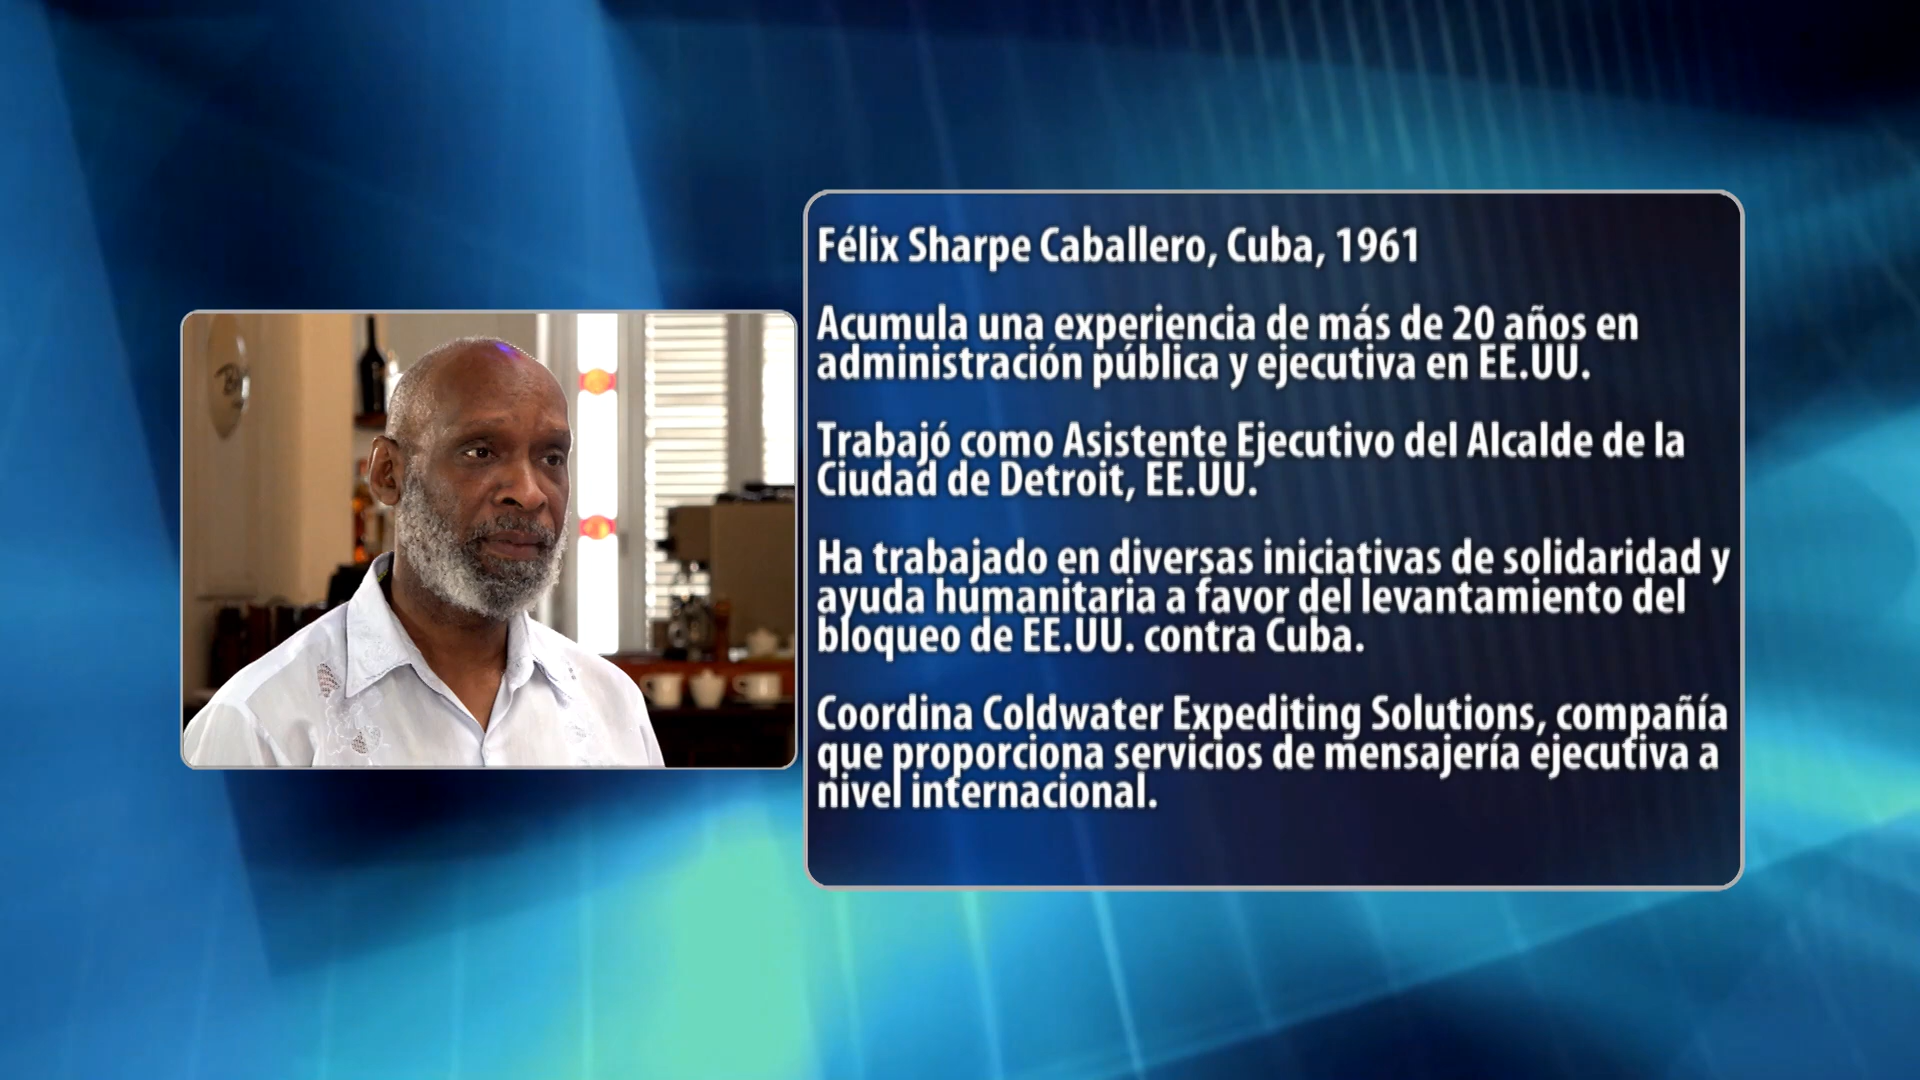 Félix Sharpe Caballero, Cuba, 1961
Acumula una experiencia de más de 20 años en
administración pública y ejecutiva en EE.UU.
Trabajó como Asistente Ejecutivo del Alcalde de la
Ciudad de Detroit, EE.UU.
Ha trabajado en diversas iniciativas de solidaridad y
ayuda humanitaria a favor del levantamiento del
bloqueo de EE.UU. contra Cuba.
Coordina Coldwater Expediting Solutions, compañía
que proporciona servicios de mensajería ejecutiva a
nivel internacional.